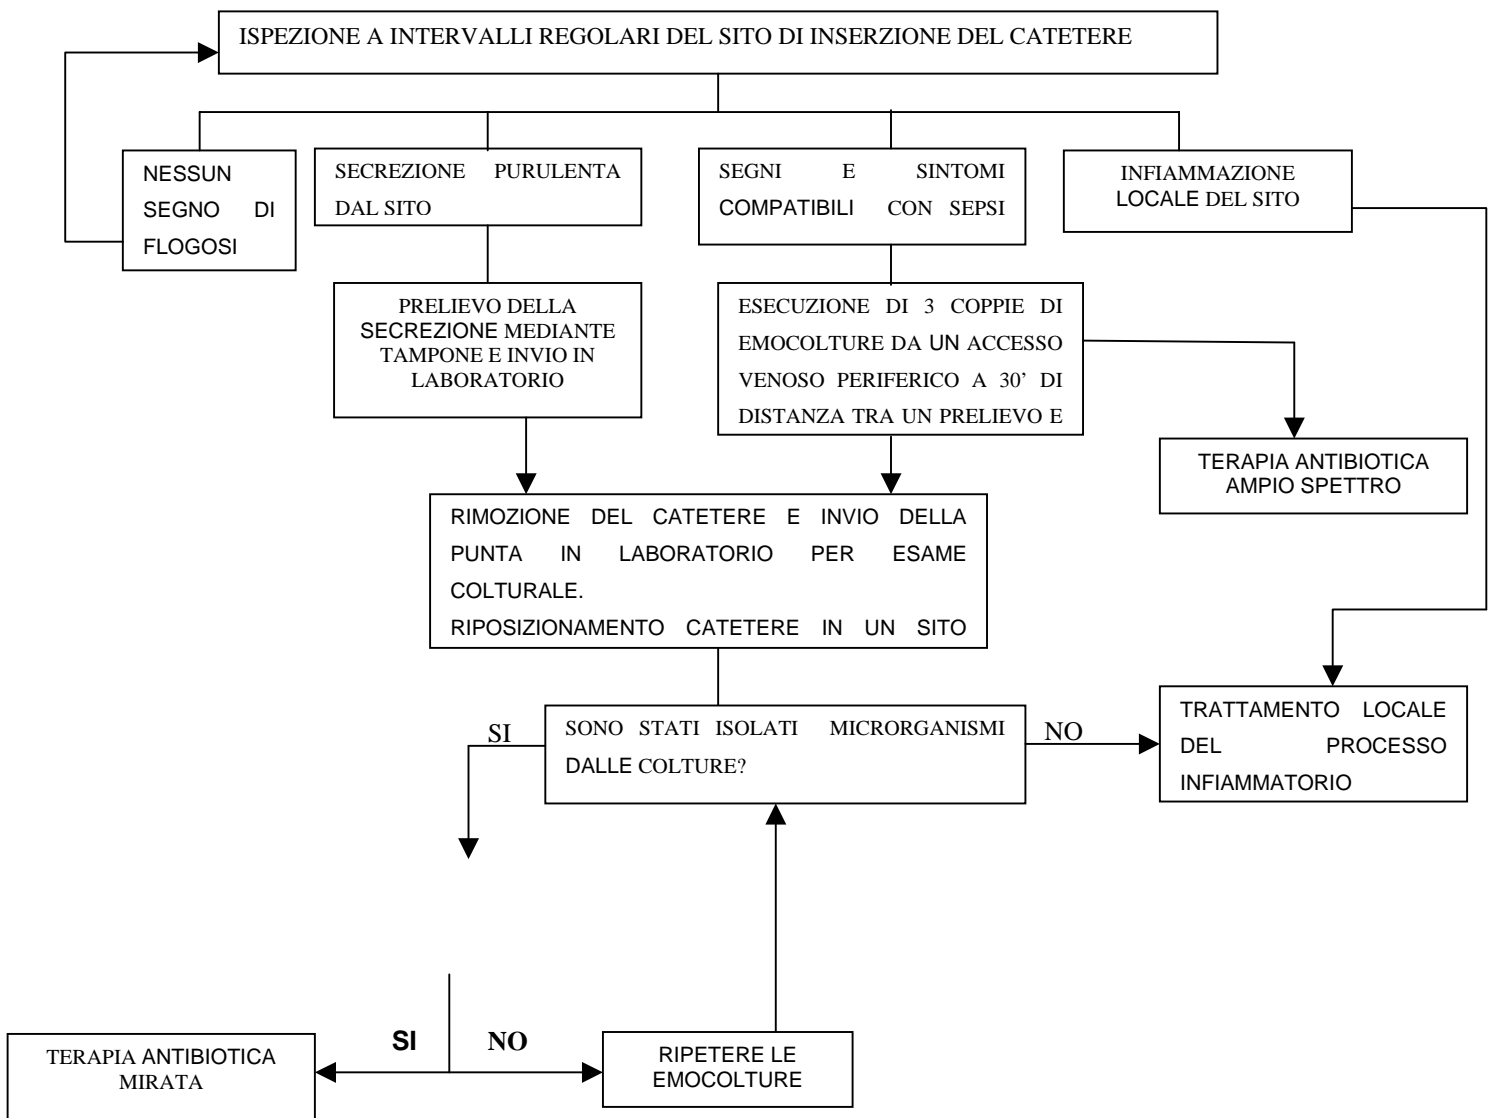 ISPEZIONE A INTERVALLI REGOLARI DEL SITO DI INSERZIONE DEL CATETERE
NESSUN
SEGNO DI
FLOGOSI
SECREZIONE PURULENTA
DAL SITO
SEGNI E SINTOMI
COMPATIBILI CON SEPSI
INFIAMMAZIONE
LOCALE DEL SITO
PRELIEVO DELLA
SECREZIONE MEDIANTE
TAMPONE E INVIO IN
LABORATORIO
ESECUZIONE DI 3 COPPIE DI
EMOCOLTURE DA UN ACCESSO
VENOSO PERIFERICO A 30’ DI
DISTANZA TRA UN PRELIEVO E
TERAPIA ANTIBIOTICA
AMPIO SPETTRO
RIMOZIONE DEL CATETERE E INVIO DELLA
PUNTA IN LABORATORIO PER ESAME
COLTURALE.
RIPOSIZIONAMENTO CATETERE IN UN SITO
SI
SONO STATI ISOLATI MICRORGANISMI
DALLE COLTURE?
NO
TRATTAMENTO LOCALE
DEL PROCESSO
INFIAMMATORIO
SI
NO
TERAPIA ANTIBIOTICA
MIRATA
RIPETERE LE
EMOCOLTURE